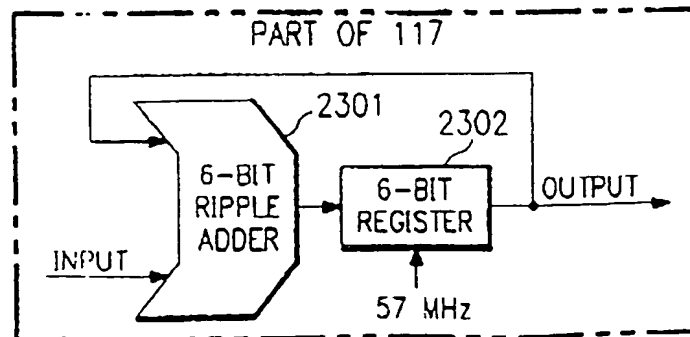 PART OF 117
2301
2302
6-BIT
RIPPLE
ADDER
6-BIT
REGISTER
OUTPUT
INPUT
57 MHz